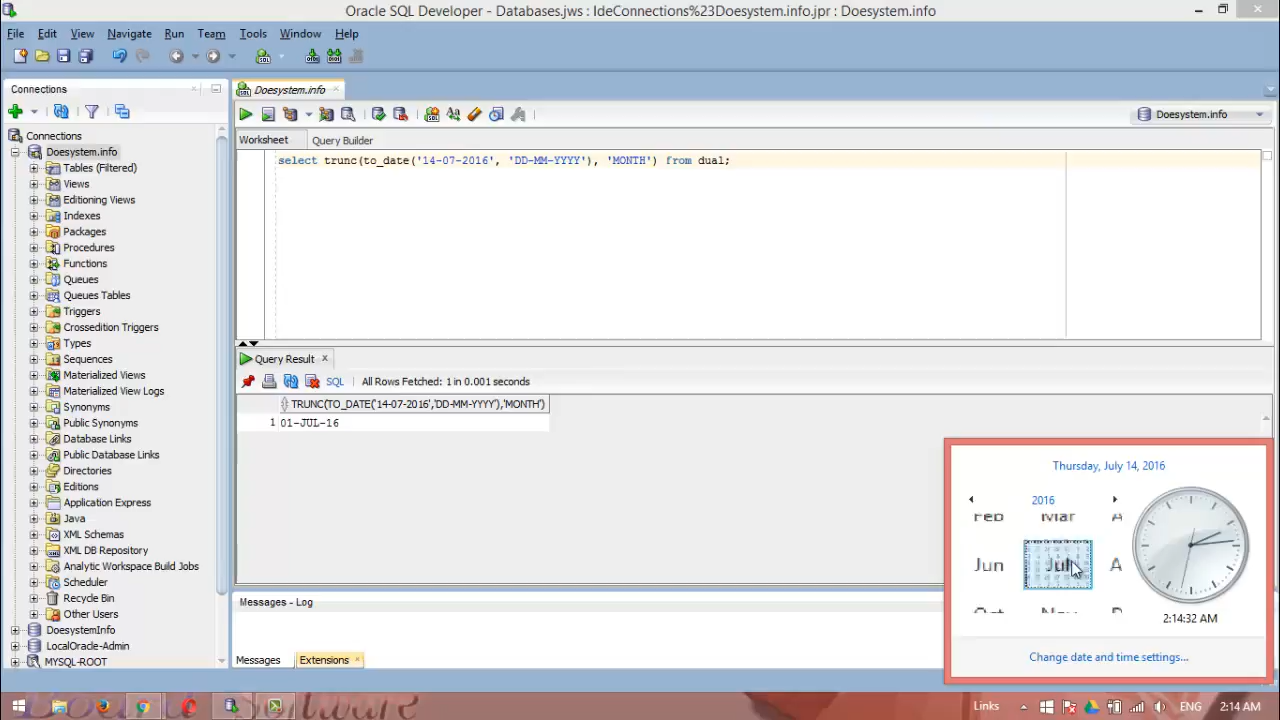 Oracle SQL Developer - Databases.jws : IdeConnections%23Doesystem.info.jpr : Doesystem.info
File Edit View Navigate Run Team Tools Window Help
Connections
Connections
Doesystem.info
Tables (Filtered)
Views
Editioning Views
Indexes
Packages
Procedures
Functions
Queues
Queues Tables
Triggers
Crossedition Triggers
Types
Sequences
Materialized Views
Materialized View Logs
Synonyms
Public Synonyms
Database Links
Public Database Links
Directories
Editions
Application Express
Java
XML Schemas
XML DB Repository
Analytic Workspace Build Jobs
Scheduler
Recycle Bin
Other Users
DoesystemInfo
LocalOracle-Admin
MYSQL-ROOT
Doesystem.info
Doesystem.info
Worksheet Query Builder
select trunc(to_date('14-07-2016', 'DD-MM-YYYY'), 'MONTH') from dual;
Query Result
SQL All Rows Fetched: 1 in 0.001 seconds
TRUNC(TO_DATE('14-07-2016','DD-MM-YYYY'),'MONTH')
1 01-JUL-16
Messages - Log
Messages Extensions
Thursday, July 14, 2016
2016
Feb Mar A
Jun Jul A
Oct Nov D
2:14:32 AM
Change date and time settings...
Links ENG 2:14 AM